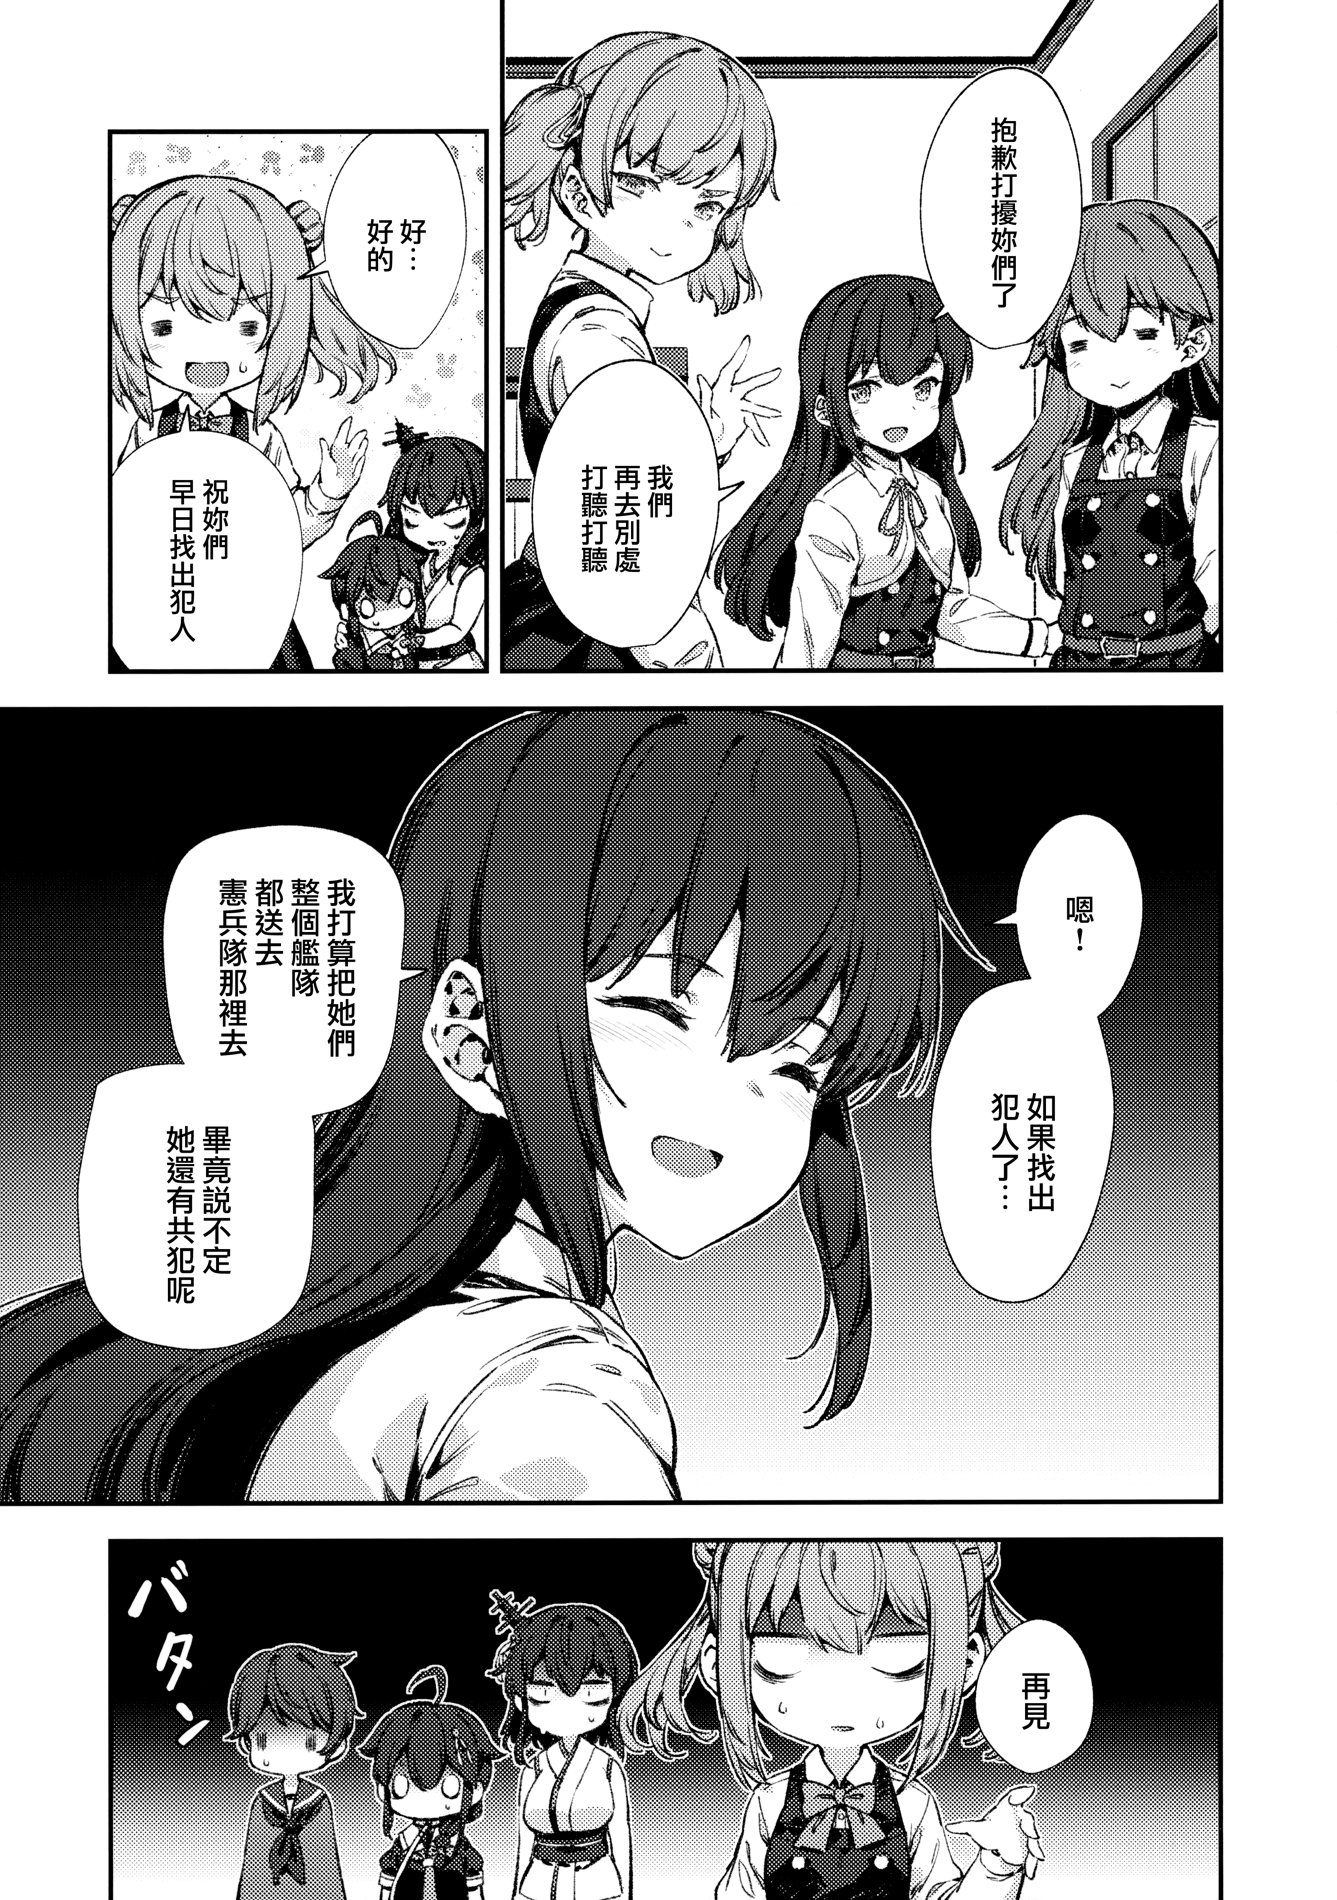 抱歉打擾妳們了
我們
再去別處
打聽打聽
好…
好的
祝妳們
早日找出犯人
嗯！
如果找出
犯人了…
我打算把她們
整個艦隊
都送去
憲兵隊那裡去
畢竟説不定
她還有共犯呢
再見
バタン